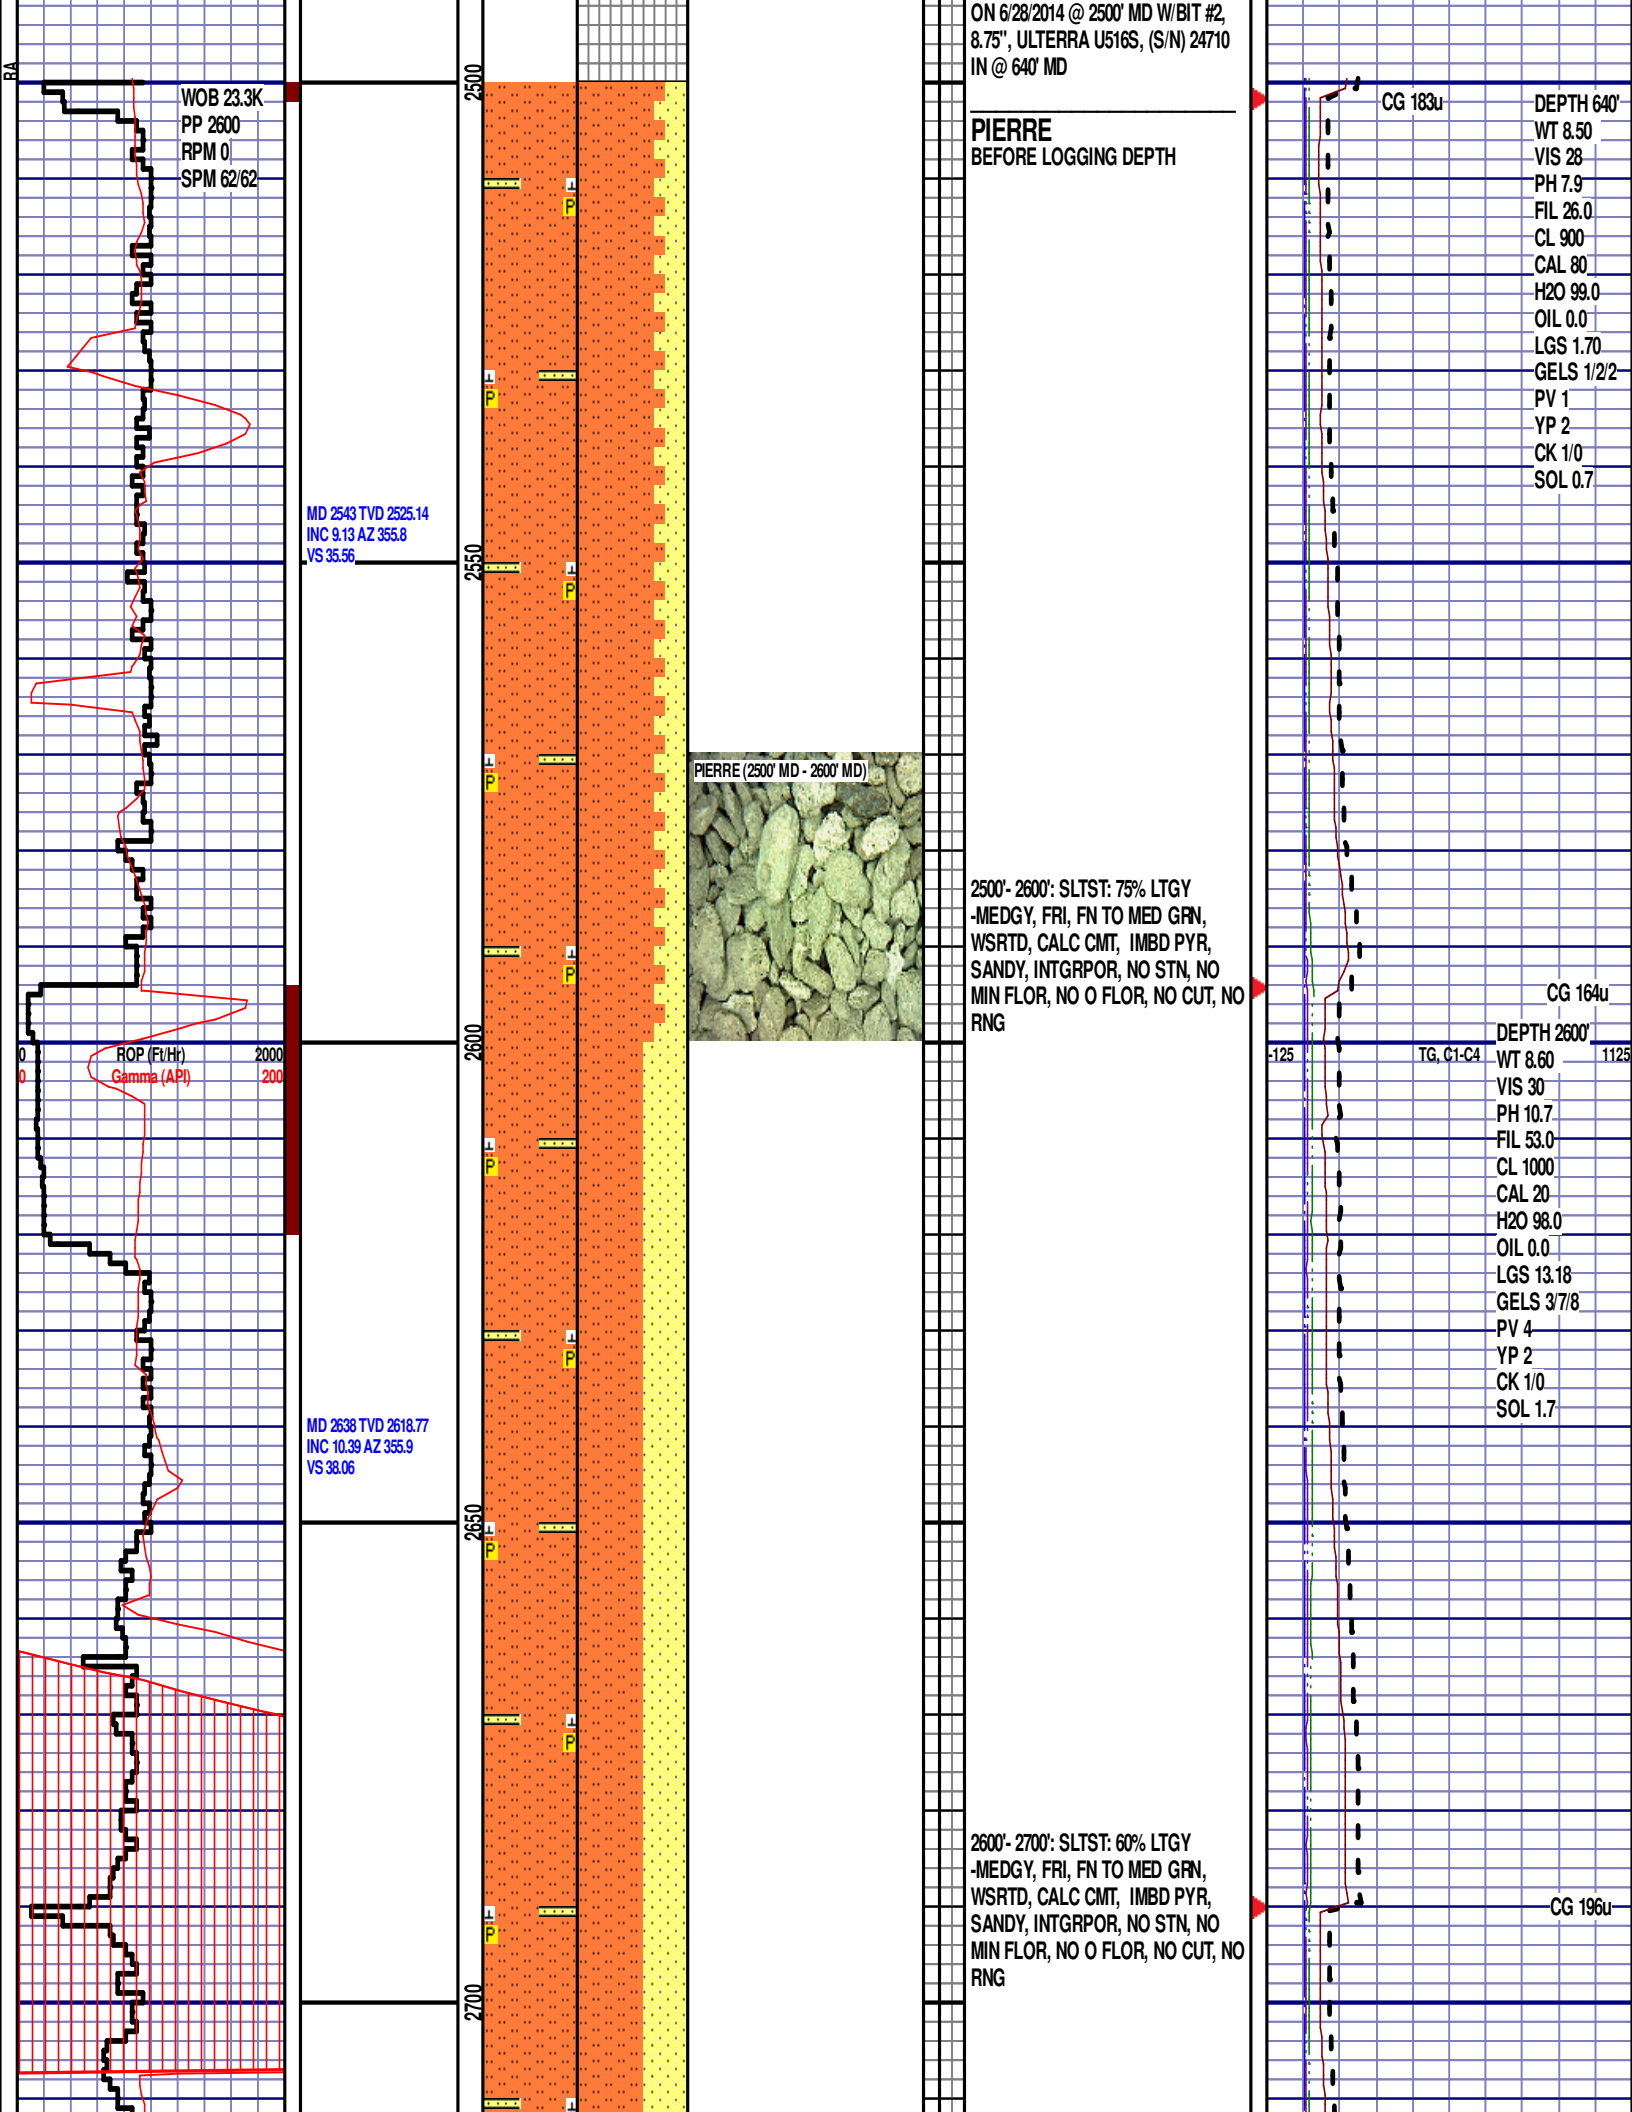 RA
WOB 23.3K
PP 2600
RPM 0
SPM 62/62
ROP (Ft/Hr)
0
2000
Gamma (API)
0
200
MD 2543 TVD 2525.14
INC 9.13 AZ 355.8
VS 35.56
MD 2638 TVD 2618.77
INC 10.39 AZ 355.9
VS 38.06
2500
2550
2600
2650
2700
P
P
P
P
P
P
P
P
P
P
PIERRE (2500' MD - 2600' MD)
ON 6/28/2014 @ 2500' MD W/BIT #2,
8.75", ULTERRA U516S, (S/N) 24710
IN @ 640' MD
PIERRE
BEFORE LOGGING DEPTH
2500'- 2600': SLTST: 75% LTGY
-MEDGY, FRI, FN TO MED GRN,
WSRTD, CALC CMT, IMBD PYR,
SANDY, INTGRPOR, NO STN, NO
MIN FLOR, NO O FLOR, NO CUT, NO
RNG
2600'- 2700': SLTST: 60% LTGY
-MEDGY, FRI, FN TO MED GRN,
WSRTD, CALC CMT, IMBD PYR,
SANDY, INTGRPOR, NO STN, NO
MIN FLOR, NO O FLOR, NO CUT, NO
RNG
CG 183u
DEPTH 640'
WT 8.50
VIS 28
PH 7.9
FIL 26.0
CL 900
CAL 80
H2O 99.0
OIL 0.0
LGS 1.70
GELS 1/2/2
PV 1
YP 2
CK 1/0
SOL 0.7
CG 164u
DEPTH 2600'
-125
TG, C1-C4
1125
WT 8.60
VIS 30
PH 10.7
FIL 53.0
CL 1000
CAL 20
H2O 98.0
OIL 0.0
LGS 13.18
GELS 3/7/8
PV 4
YP 2
CK 1/0
SOL 1.7
CG 196u